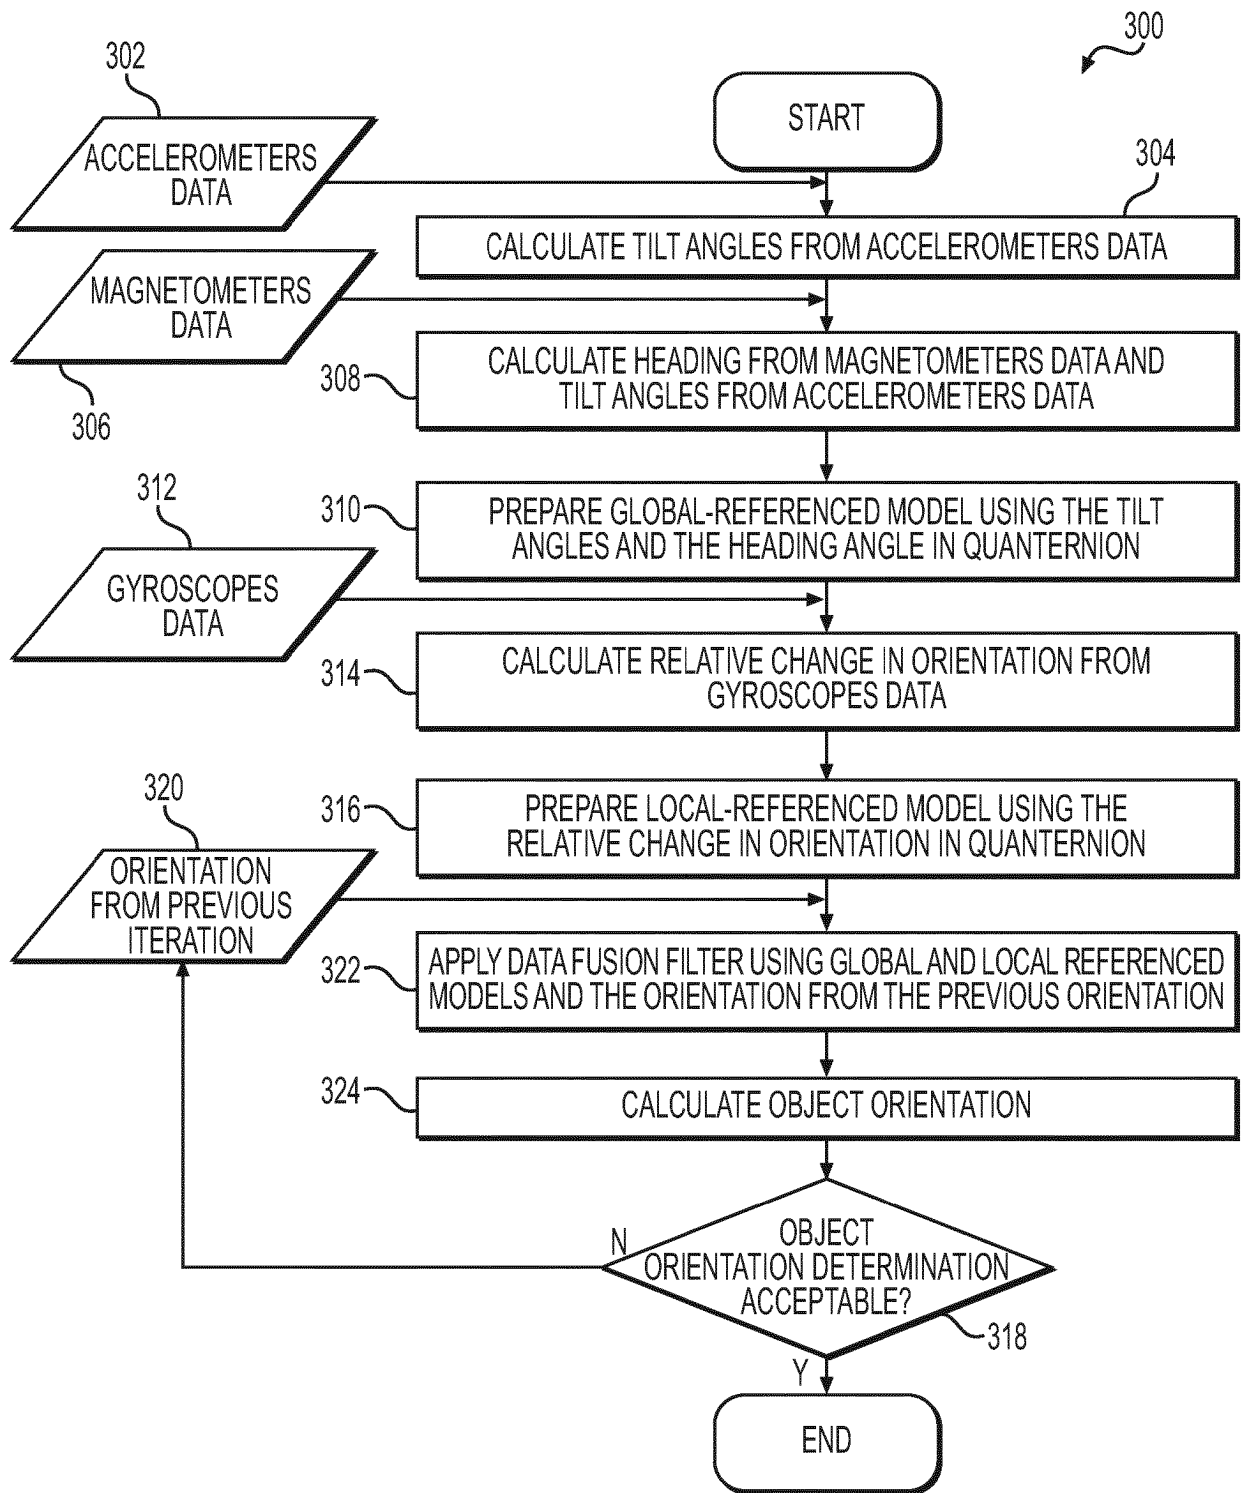 300
302
START
ACCELEROMETERS
DATA
304
CALCULATE TILT ANGLES FROM ACCELEROMETERS DATA
MAGNETOMETERS
DATA
306
308
CALCULATE HEADING FROM MAGNETOMETERS DATA AND
TILT ANGLES FROM ACCELEROMETERS DATA
312
310
PREPARE GLOBAL-REFERENCED MODEL USING THE TILT
ANGLES AND THE HEADING ANGLE IN QUANTERNION
GYROSCOPES
DATA
314
CALCULATE RELATIVE CHANGE IN ORIENTATION FROM
GYROSCOPES DATA
320
316
PREPARE LOCAL-REFERENCED MODEL USING THE
RELATIVE CHANGE IN ORIENTATION IN QUANTERNION
ORIENTATION
FROM PREVIOUS
ITERATION
322
APPLY DATA FUSION FILTER USING GLOBAL AND LOCAL REFERENCED
MODELS AND THE ORIENTATION FROM THE PREVIOUS ORIENTATION
324
CALCULATE OBJECT ORIENTATION
N
OBJECT
ORIENTATION DETERMINATION
ACCEPTABLE?
318
Y
END